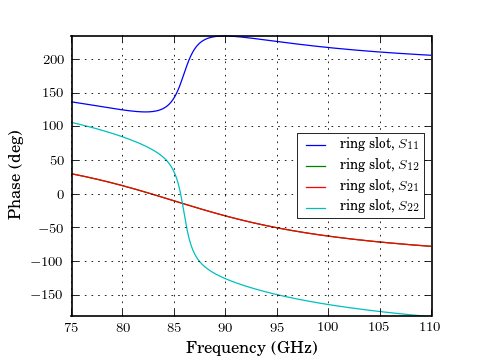 200
150
100
50
0
−50
−100
−150
75 80 85 90 95 100 105 110
Phase (deg)
Frequency (GHz)
ring slot, S11
ring slot, S12
ring slot, S21
ring slot, S22